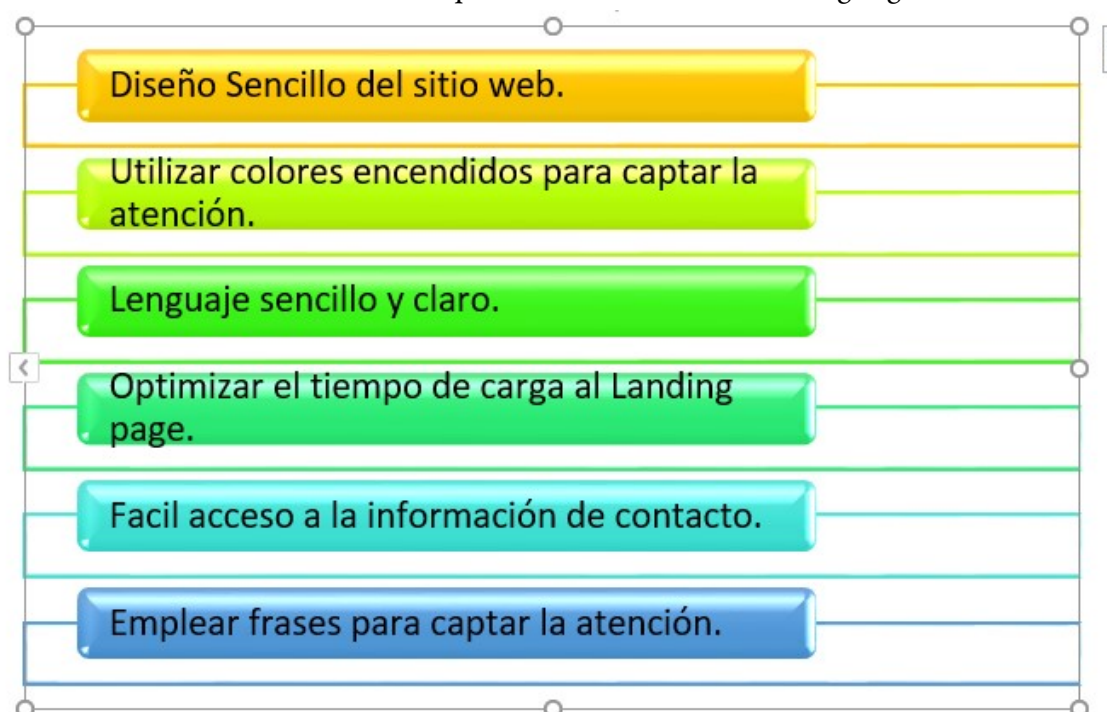 Diseño Sencillo del sitio web.
Utilizar colores encendidos para captar la
atención.
Lenguaje sencillo y claro.
Optimizar el tiempo de carga al Landing
page.
Facil acceso a la información de contacto.
Emplear frases para captar la atención.